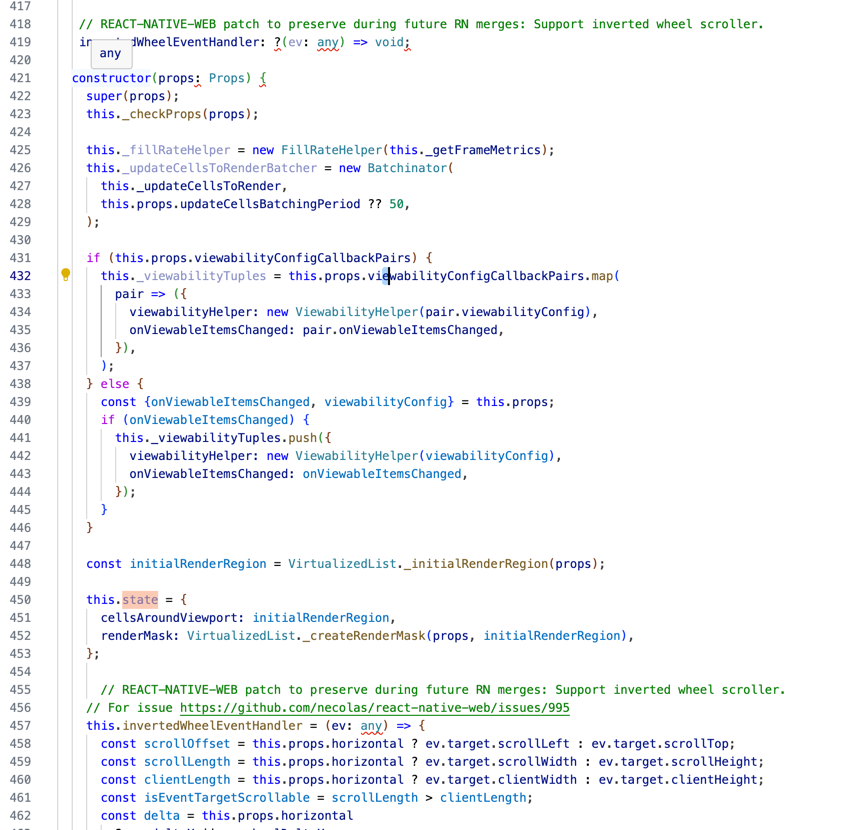 417
418 // REACT-NATIVE-WEB patch to preserve during future RN merges: Support inverted wheel scroller.
419 in dWheelEventHandler: ?(ev: any) => void;
any
420
421 constructor(props: Props) {
422 super(props);
423 this._checkProps(props);
424
425 this._fillRateHelper = new FillRateHelper(this._getFrameMetrics);
426 this._updateCellsToRenderBatcher = new Batchinator(
427 this._updateCellsToRender,
428 this.props.updateCellsBatchingPeriod ?? 50,
429 );
430
431 if (this.props.viewabilityConfigCallbackPairs) {
432 this._viewabilityTuples = this.props.viewabilityConfigCallbackPairs.map(
433 pair => ({
434 viewabilityHelper: new ViewabilityHelper(pair.viewabilityConfig),
435 onViewableItemsChanged: pair.onViewableItemsChanged,
436 }),
437 );
438 } else {
439 const {onViewableItemsChanged, viewabilityConfig} = this.props;
440 if (onViewableItemsChanged) {
441 this._viewabilityTuples.push({
442 viewabilityHelper: new ViewabilityHelper(viewabilityConfig),
443 onViewableItemsChanged: onViewableItemsChanged,
444 });
445 }
446 }
447
448 const initialRenderRegion = VirtualizedList._initialRenderRegion(props);
449
450 this.state = {
451 cellsAroundViewport: initialRenderRegion,
452 renderMask: VirtualizedList._createRenderMask(props, initialRenderRegion),
453 };
454
455 // REACT-NATIVE-WEB patch to preserve during future RN merges: Support inverted wheel scroller.
456 // For issue https://github.com/necolas/react-native-web/issues/995
457 this.invertedWheelEventHandler = (ev: any) => {
458 const scrollOffset = this.props.horizontal ? ev.target.scrollLeft : ev.target.scrollTop;
459 const scrollLength = this.props.horizontal ? ev.target.scrollWidth : ev.target.scrollHeight;
460 const clientLength = this.props.horizontal ? ev.target.clientWidth : ev.target.clientHeight;
461 const isEventTargetScrollable = scrollLength > clientLength;
462 const delta = this.props.horizontal